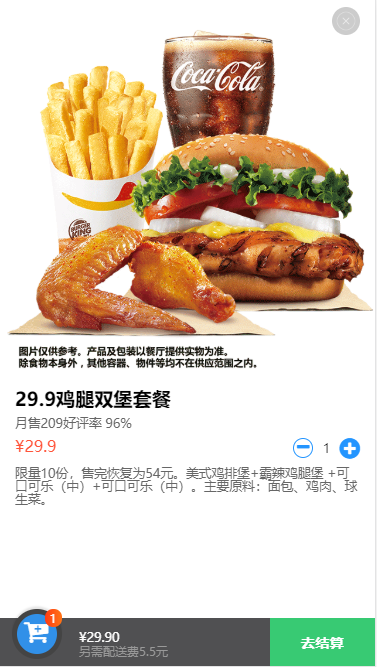 Coca-Cola
BURGER
KING
图片仅供参考。产品及包装以餐厅提供实物为准。
除食物本身外，其他容器、物件等均不在供应范围之内。
29.9鸡腿双堡套餐
月售209好评率 96%
¥29.9
1
限量10份，售完恢复为54元。美式鸡排堡+霸辣鸡腿堡 +可
口可乐（中）+可口可乐（中）。主要原料：面包、鸡肉、球
生菜。
1
¥29.90
另需配送费5.5元
去结算